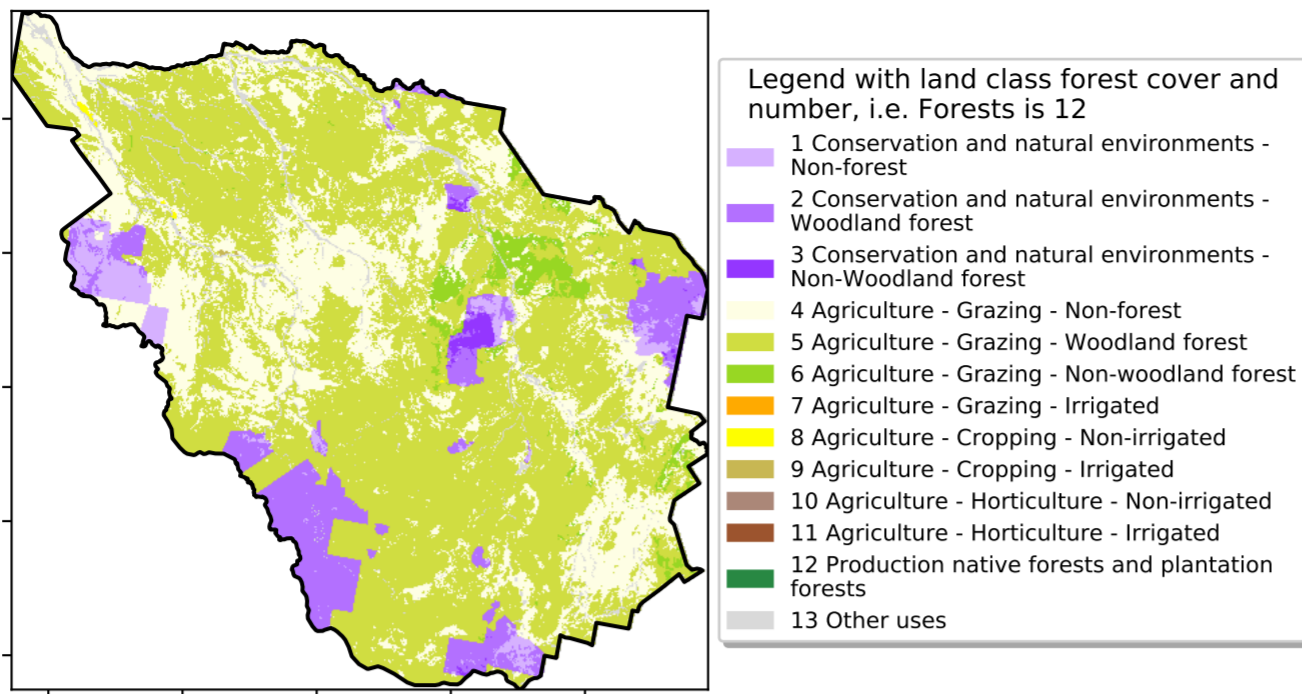 Legend with land class forest cover and
number, i.e. Forests is 12
1 Conservation and natural environments -
Non-forest
2 Conservation and natural environments -
Woodland forest
3 Conservation and natural environments -
Non-Woodland forest
4 Agriculture - Grazing - Non-forest
5 Agriculture - Grazing - Woodland forest
6 Agriculture - Grazing - Non-woodland forest
7 Agriculture - Grazing - Irrigated
8 Agriculture - Cropping - Non-irrigated
9 Agriculture - Cropping - Irrigated
10 Agriculture - Horticulture - Non-irrigated
11 Agriculture - Horticulture - Irrigated
12 Production native forests and plantation
forests
13 Other uses